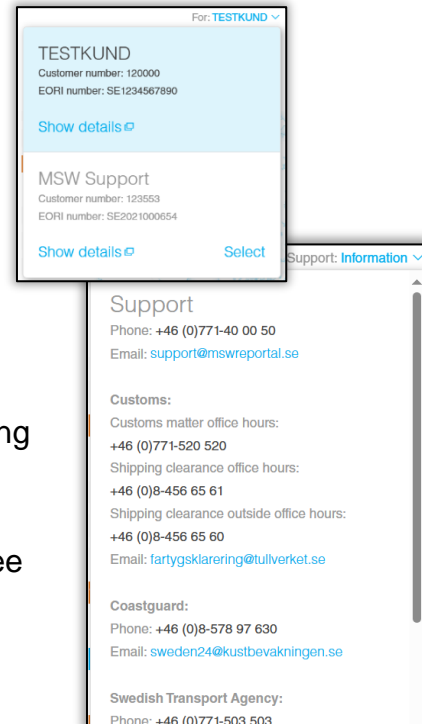 For: TESTKUND
TESTKUND
Customer number: 120000
EORI number: SE1234567890
Show details
MSW Support
Customer number: 123553
EORI number: SE2021000654
Show details Select
Support: Information
Support
Phone: +46 (0)771-40 00 50
Email: support@mswreportal.se
Customs:
Customs matter office hours:
+46 (0)771-520 520
Shipping clearance office hours:
+46 (0)8-456 65 61
Shipping clearance outside office hours:
+46 (0)8-456 65 60
Email: fartygsklarering@tullverket.se
Coastguard:
Phone: +46 (0)8-578 97 630
Email: sweden24@kustbevakningen.se
Swedish Transport Agency:
Phone: +46 (0)771-503 503
ng
ee